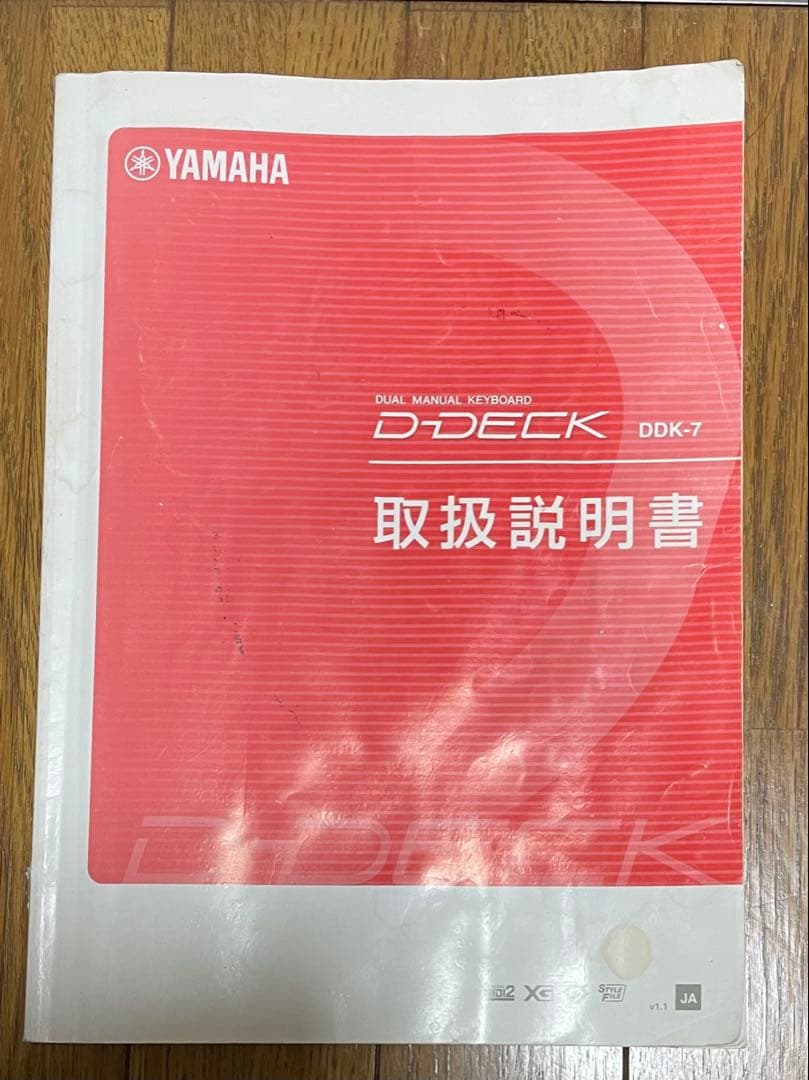 YAMAHA
DUAL MANUAL KEYBOARD
D-DECK DDK-7
取扱説明書
D-DECK
XG
STYLE FILE
v1.1 JA